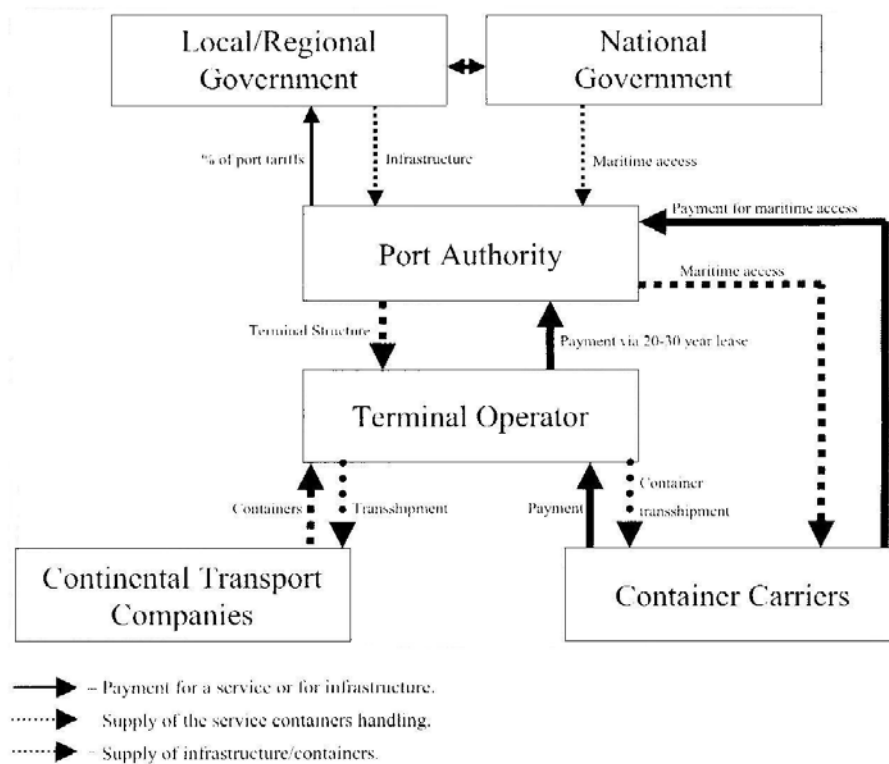 Local/Regional
Government
National
Government
% of port tariffs
Infrastructure
Maritime access
Payment for maritime access
Port Authority
Maritime access
Terminal Structure
Payment via 20-30 year lease
Terminal Operator
Containers
Transshipment
Payment
Container
transshipment
Continental Transport
Companies
Container Carriers
– Payment for a service or for infrastructure.
Supply of the service containers handling.
– Supply of infrastructure/containers.